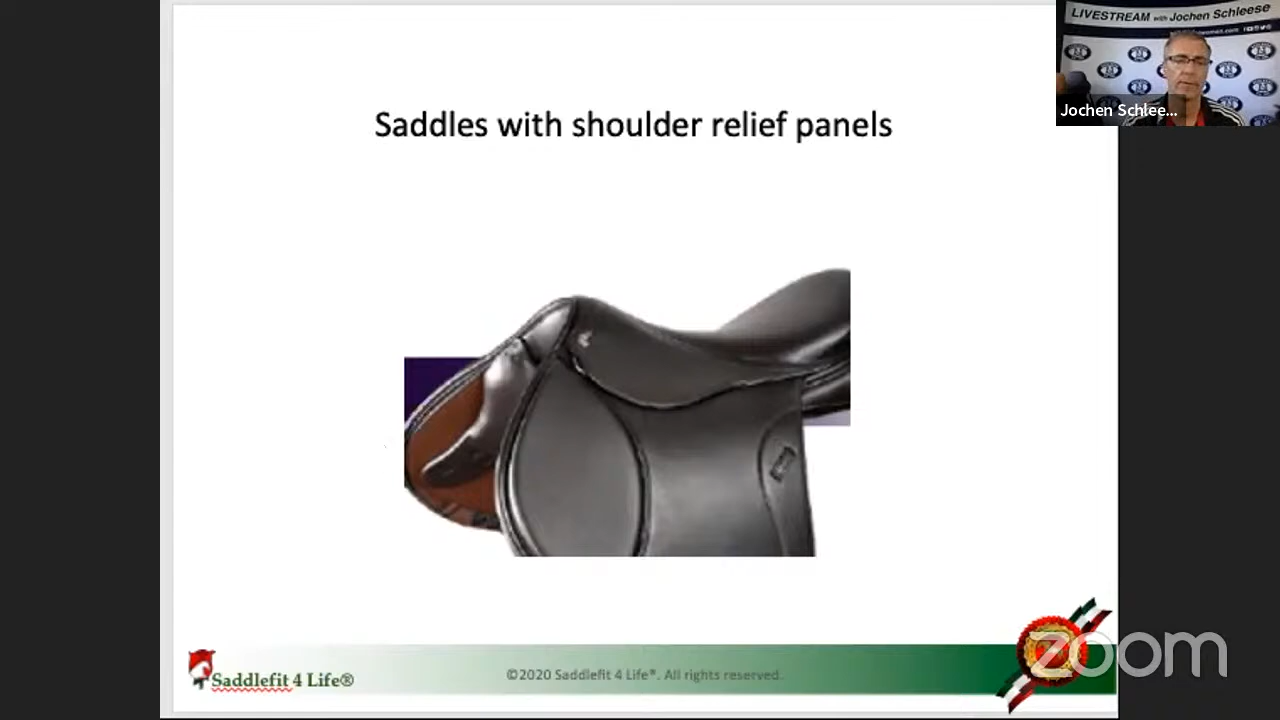 LIVESTREAM with Jochen Schleese
Jochen Schlee...
Saddles with shoulder relief panels
Saddlefit 4 Life®
©2020 Saddlefit 4 Life®. All rights reserved.
zoom